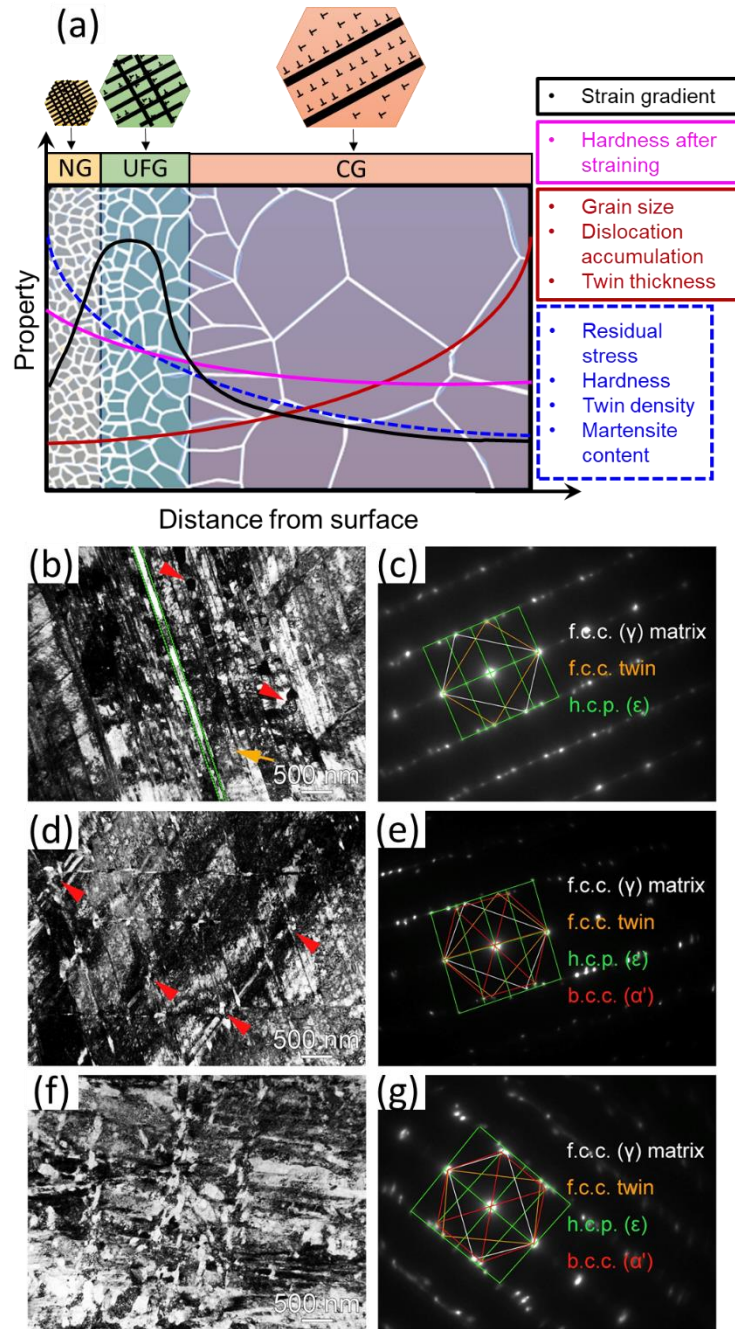 (a)
NG
UFG
CG
Property
Distance from surface
• Strain gradient
• Hardness after
straining
• Grain size
• Dislocation
accumulation
• Twin thickness
• Residual
stress
• Hardness
• Twin density
• Martensite
content
(b)
500 nm
(c)
f.c.c. (γ) matrix
f.c.c. twin
h.c.p. (ε)
(d)
500 nm
(e)
f.c.c. (γ) matrix
f.c.c. twin
h.c.p. (ε)
b.c.c. (α')
(f)
500 nm
(g)
f.c.c. (γ) matrix
f.c.c. twin
h.c.p. (ε)
b.c.c. (α')